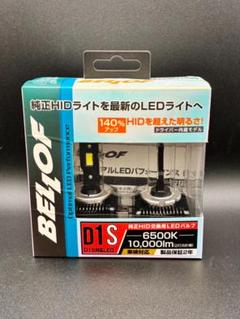 純正HIDライトを最新のLEDライトへ
140%アップ HIDを超えた明るさ!
ドライバー内蔵モデル
BELLOF
Optimal LED Performance
D1S
純正HID交換用LEDバルブ
6500K
10,000lm
車検対応 製品保証2年